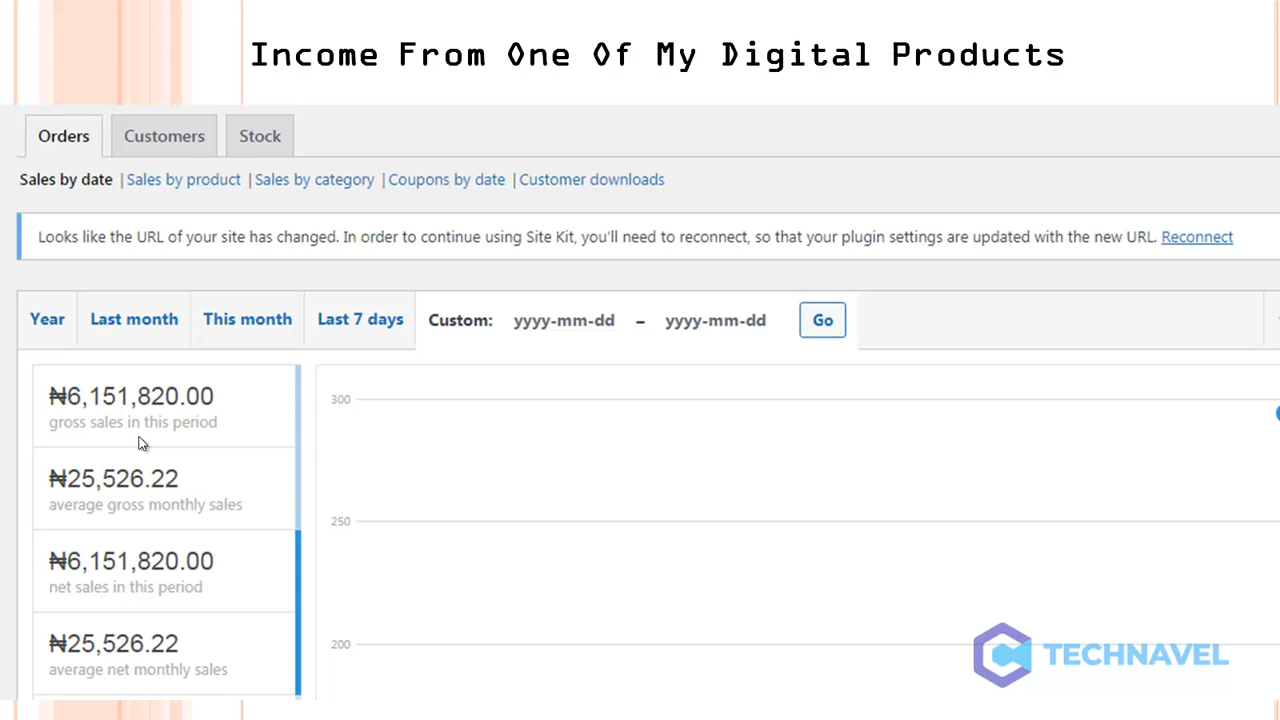 Income From One Of My Digital Products
Orders Customers Stock
Sales by date | Sales by product | Sales by category | Coupons by date | Customer downloads
Looks like the URL of your site has changed. In order to continue using Site Kit, you'll need to reconnect, so that your plugin settings are updated with the new URL. Reconnect
Year Last month This month Last 7 days Custom: yyyy-mm-dd – yyyy-mm-dd Go
₦6,151,820.00
gross sales in this period
₦25,526.22
average gross monthly sales
₦6,151,820.00
net sales in this period
₦25,526.22
average net monthly sales
300
250
200
TECHNAVEL